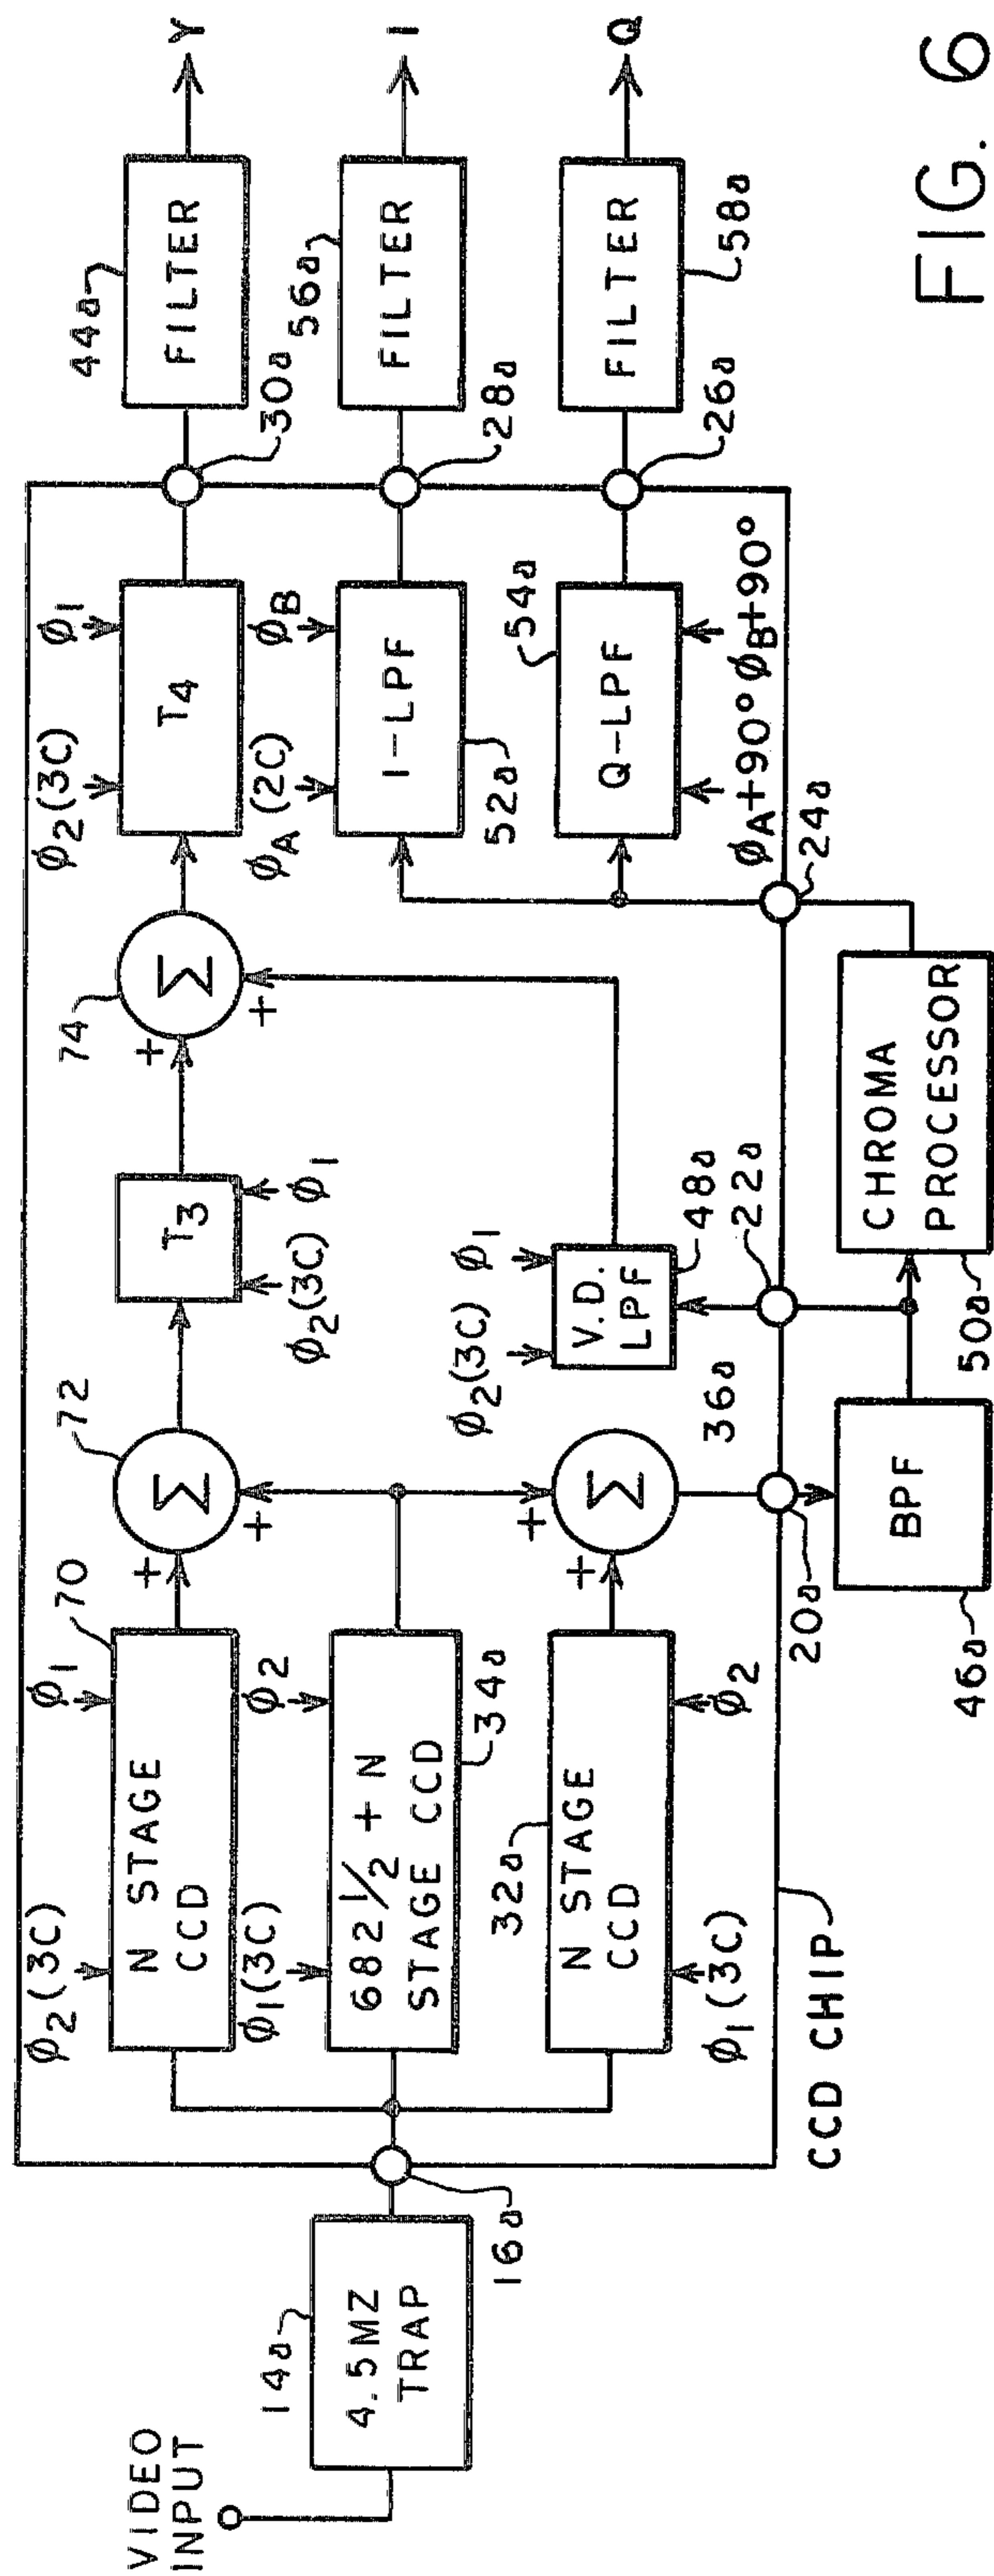 VIDEO
INPUT
14a
4.5MZ
TRAP
16a
CCD CHIP
ϕ2(3C)
ϕ1
70
N STAGE
CCD
ϕ1(3C)
ϕ2
682 1/2 + N
STAGE CCD
34a
32a
N STAGE
CCD
ϕ1(3C)
ϕ2
72
Σ
+
+
+
+
Σ
36a
20a
46a
BPF
T3
ϕ2(3C)
ϕ1
ϕ2(3C)
ϕ1
V.D.
LPF
48a
22a
50a
CHROMA
PROCESSOR
74
Σ
+
+
ϕ2(3C)
ϕ1
T4
ϕA(2C)
ϕB
I-LPF
52a
54a
Q-LPF
ϕA+90° ϕB+90°
24a
30a
28a
26a
44a
FILTER
Y
56a
FILTER
I
FILTER
58a
Q
FIG. 6